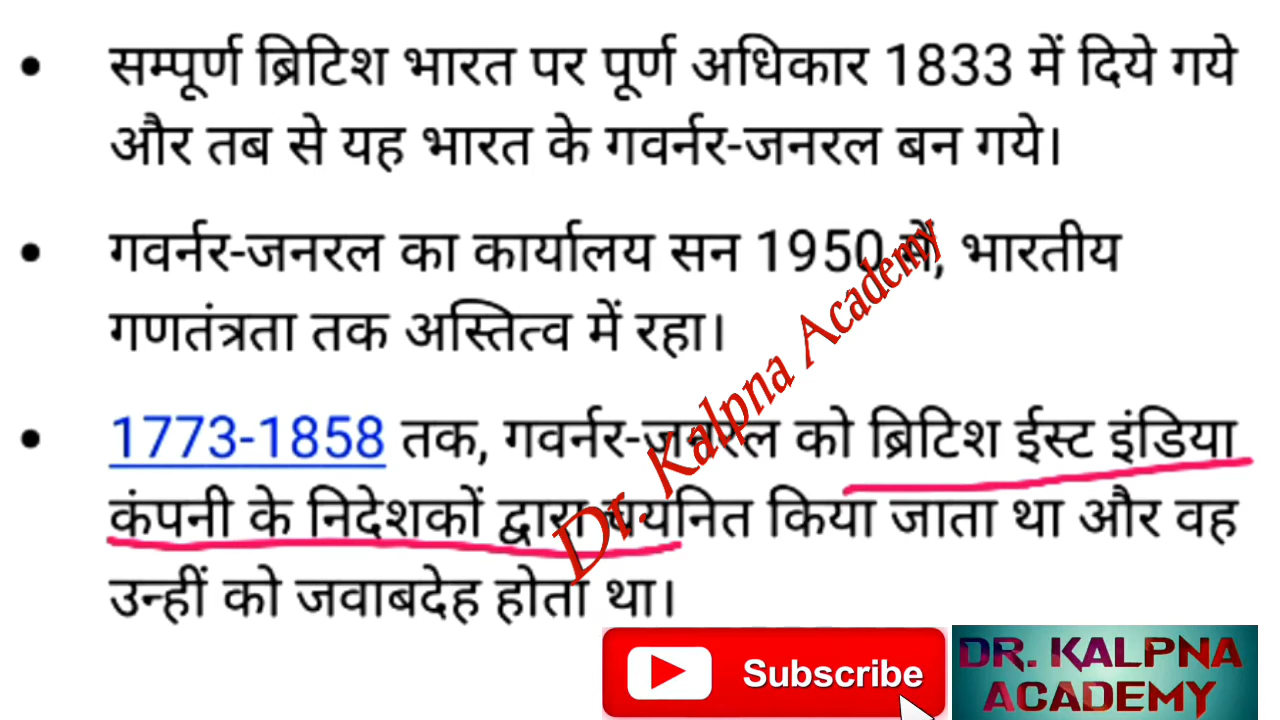 • सम्पूर्ण ब्रिटिश भारत पर पूर्ण अधिकार 1833 में दिये गये
और तब से यह भारत के गवर्नर-जनरल बन गये।
• गवर्नर-जनरल का कार्यालय सन 1950 में, भारतीय
गणतंत्रता तक अस्तित्व में रहा।
• 1773-1858 तक, गवर्नर-जनरल को ब्रिटिश ईस्ट इंडिया
कंपनी के निदेशकों द्वारा चयनित किया जाता था और वह
उन्हीं को जवाबदेह होता था।
Dr. Kalpna Academy
Subscribe
DR. KALPNA
ACADEMY